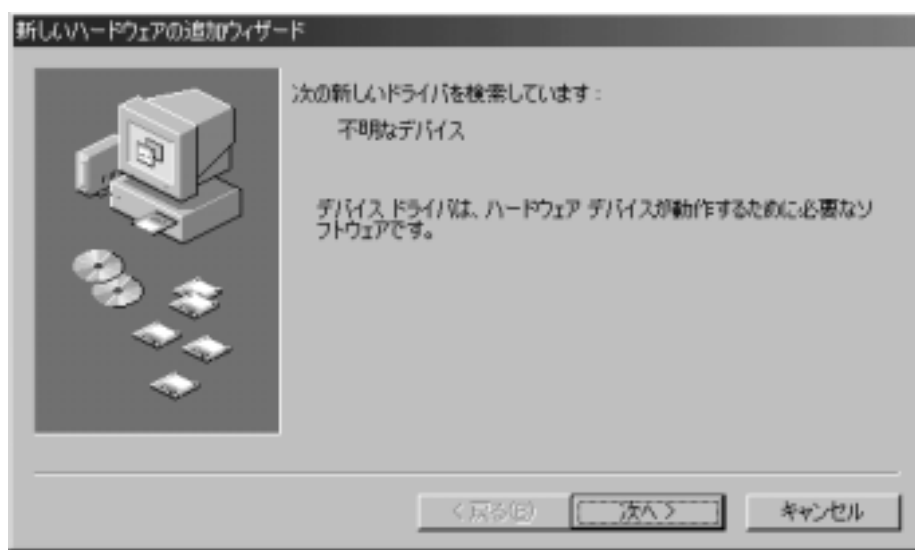 新しいハードウェアの追加ウィザード
次の新しいドライバを検索しています：
不明なデバイス
デバイス ドライバは、ハードウェア デバイスが動作するために必要なソ
フトウェアです。
< 戻る(B)
次へ >
キャンセル